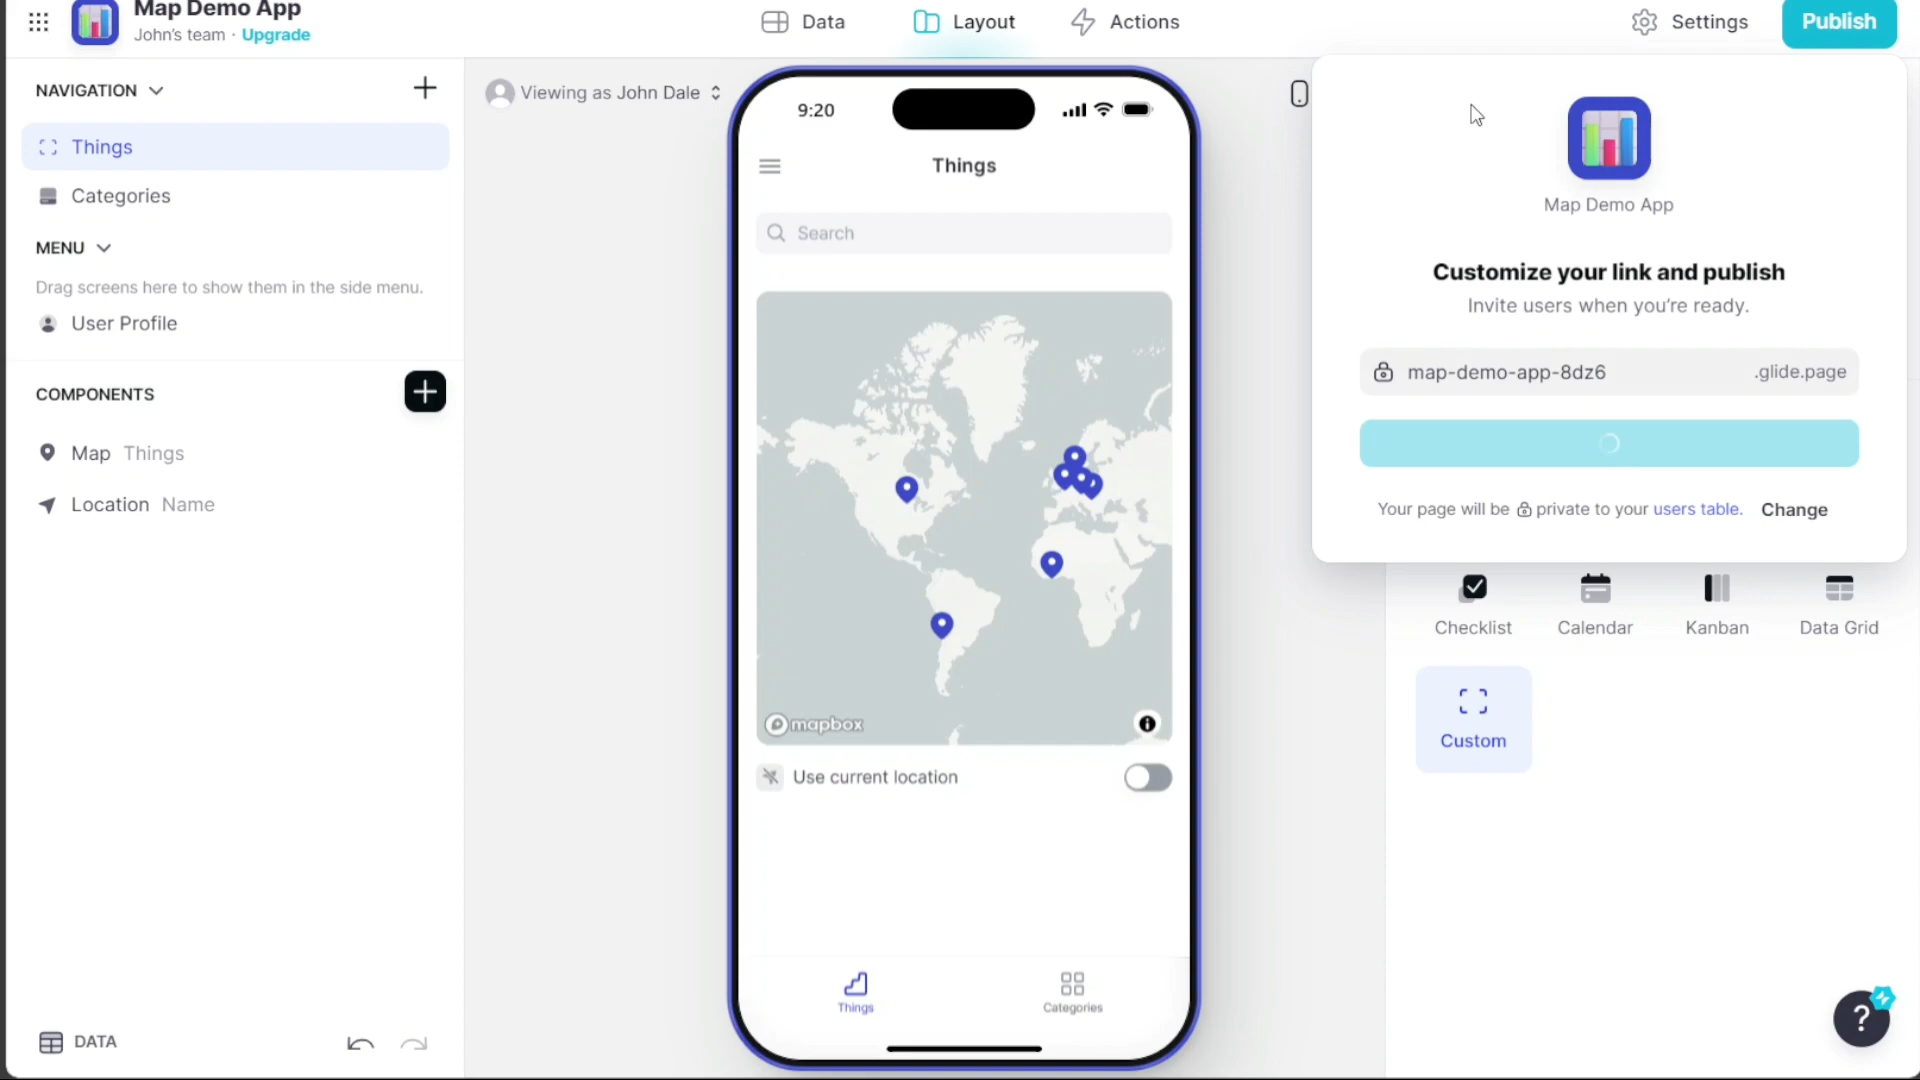 Map Demo App
John's team · Upgrade
Data
Layout
Actions
Settings
Publish
NAVIGATION
Things
Categories
MENU
Drag screens here to show them in the side menu.
User Profile
COMPONENTS
Map Things
Location Name
DATA
Viewing as John Dale
9:20
Things
Search
mapbox
Use current location
Things
Categories
Map Demo App
Customize your link and publish
Invite users when you're ready.
map-demo-app-8dz6 .glide.page
Your page will be private to your users table. Change
Checklist
Calendar
Kanban
Data Grid
Custom
?